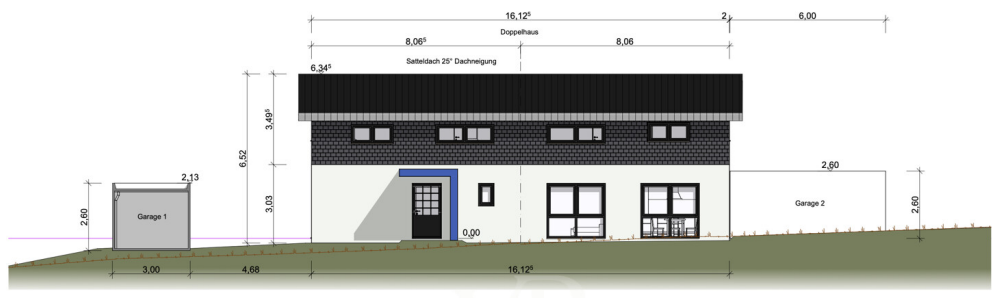 16,12⁵ 2 6,00
Doppelhaus
8,06⁵ 8,06
Satteldach 25° Dachneigung
6,34⁵
3,49⁵
6,52
2,13 2,60
3,03
2,60 Garage 1 Garage 2 2,60
0,00
3,00 4,68 16,12⁵